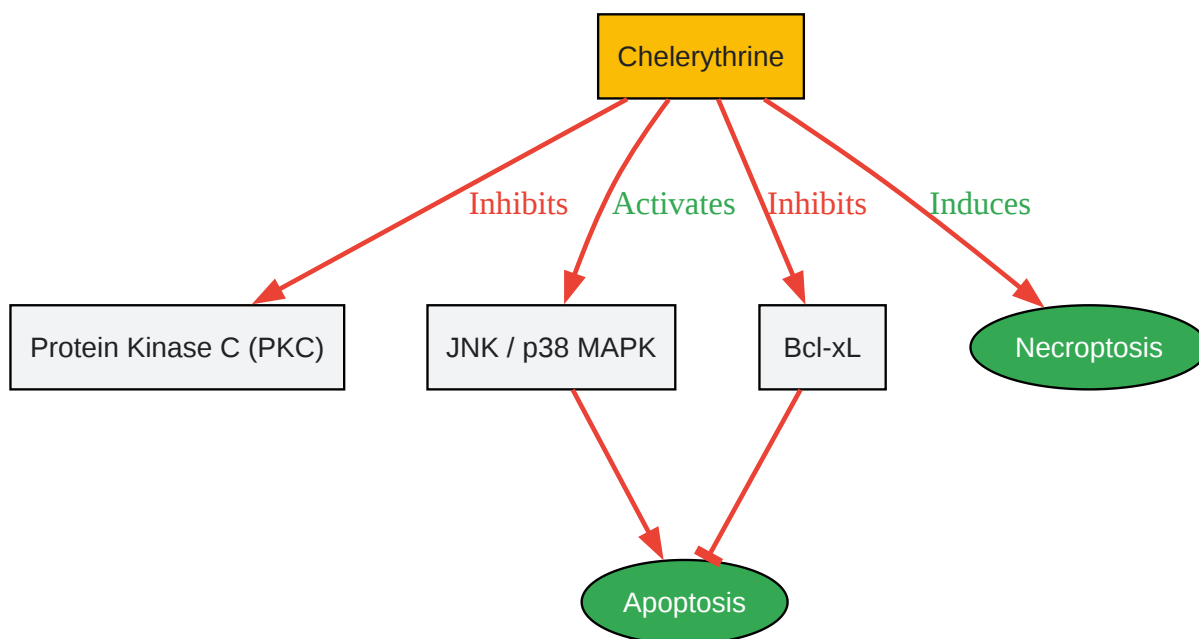 Chelerythrine
Inhibits
Activates
Inhibits
Induces
Protein Kinase C (PKC)
JNK / p38 MAPK
Bcl-xL
Necroptosis
Apoptosis